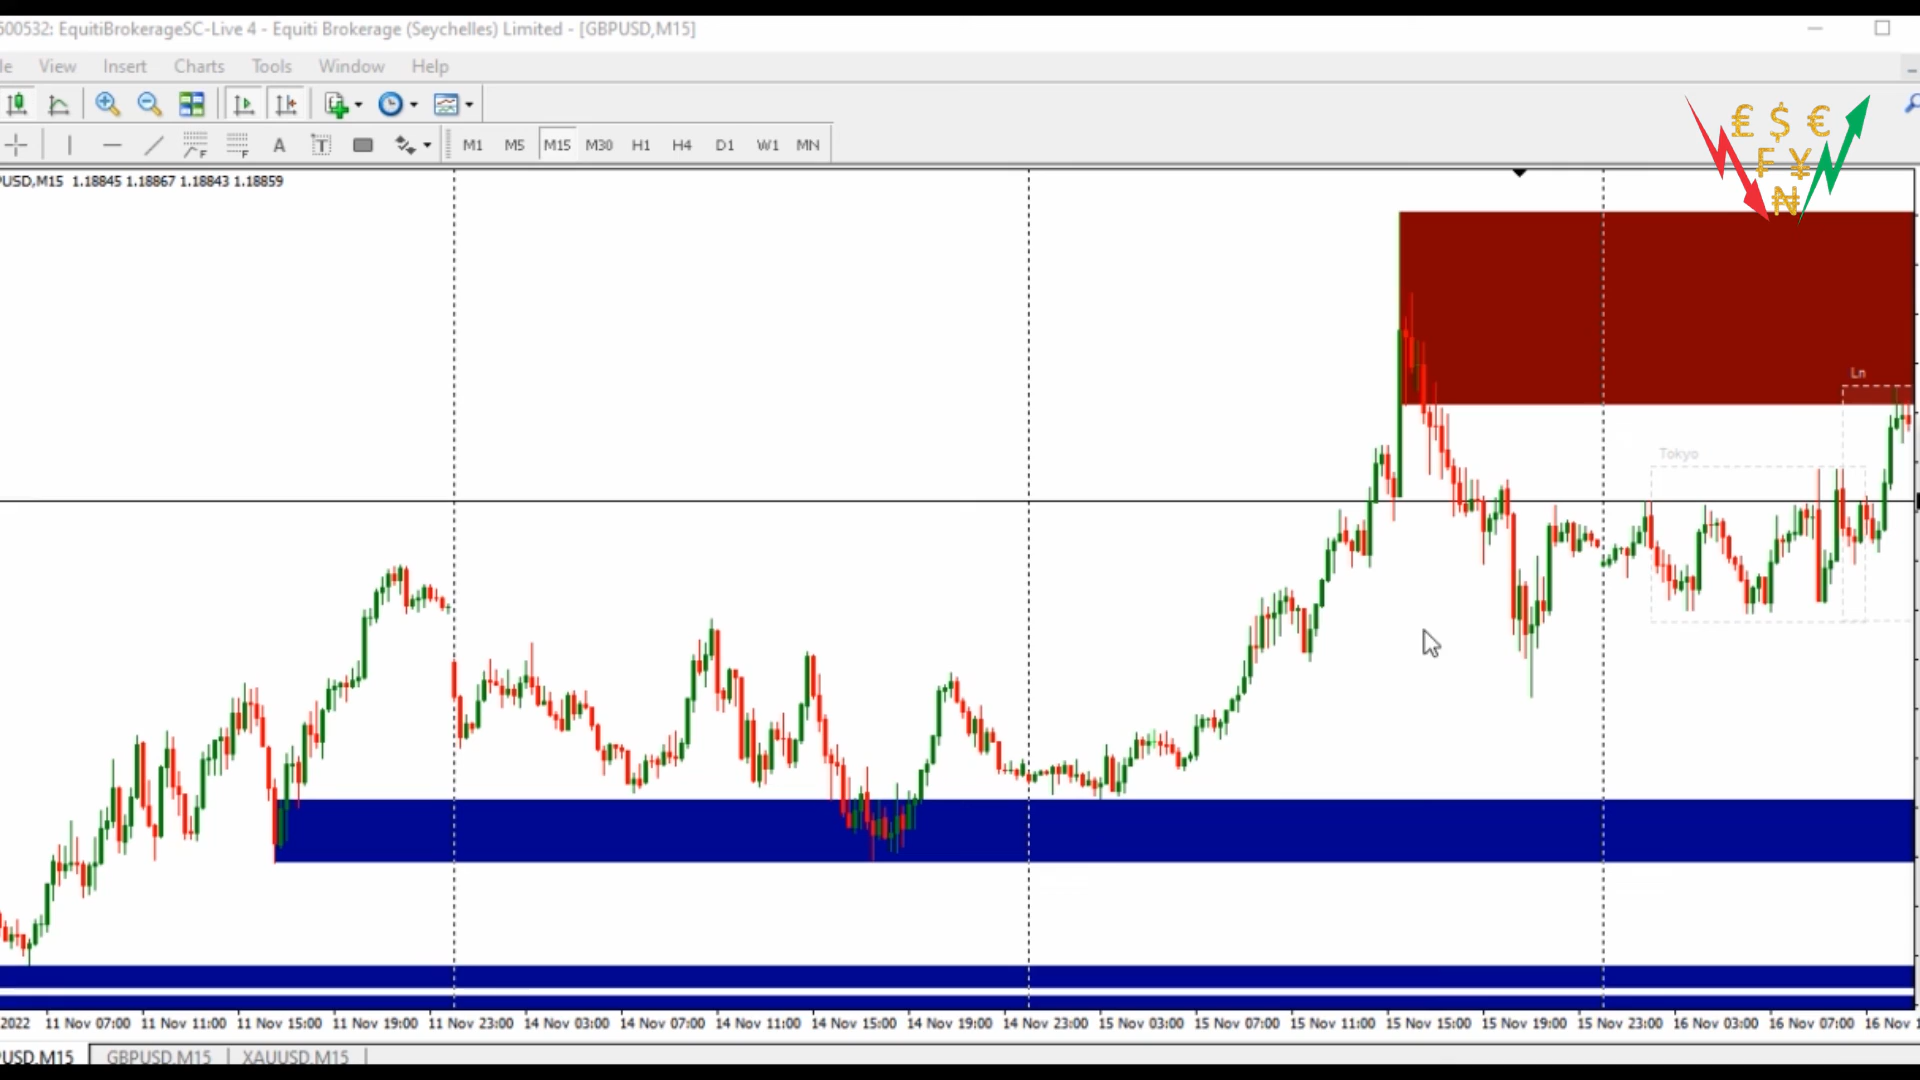 500532: EquitiBrokerageSC-Live 4 - Equiti Brokerage (Seychelles) Limited - [GBPUSD,M15]
le View Insert Charts Tools Window Help
A T M1 M5 M15 M30 H1 H4 D1 W1 MN
£ $ €
₣ ¥
₦
PUSD,M15 1.18845 1.18867 1.18843 1.18859
Ln
Tokyo
2022 11 Nov 07:00 11 Nov 11:00 11 Nov 15:00 11 Nov 19:00 11 Nov 23:00 14 Nov 03:00 14 Nov 07:00 14 Nov 11:00 14 Nov 15:00 14 Nov 19:00 14 Nov 23:00 15 Nov 03:00 15 Nov 07:00 15 Nov 11:00 15 Nov 15:00 15 Nov 19:00 15 Nov 23:00 16 Nov 03:00 16 Nov 07:00 16 Nov 1
PUSD,M15 GBPUSD,M15 XAUUSD,M15